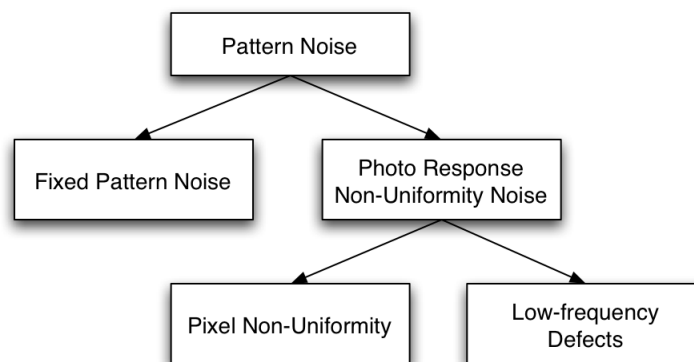 Pattern Noise
Fixed Pattern Noise
Photo Response
Non-Uniformity Noise
Pixel Non-Uniformity
Low-frequency
Defects